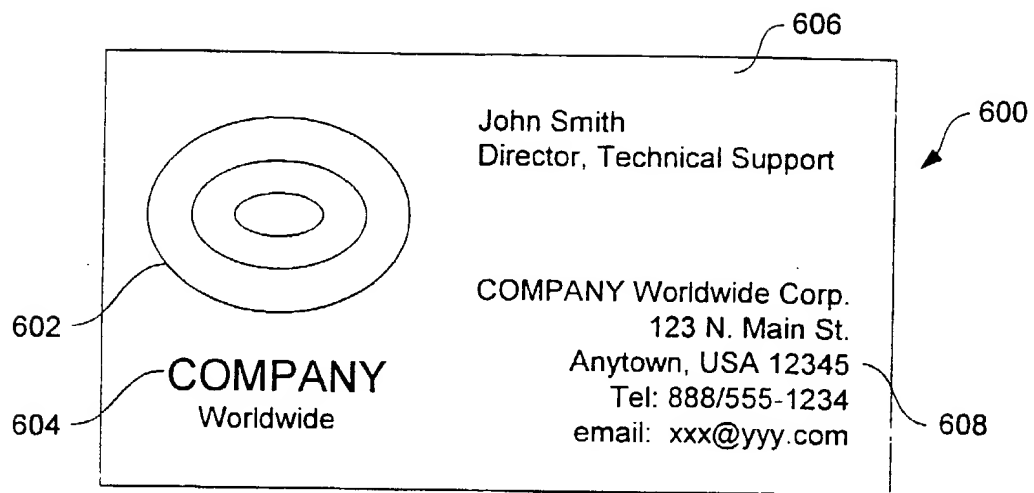 606
600
John Smith
Director, Technical Support
602
COMPANY Worldwide Corp.
123 N. Main St.
Anytown, USA 12345
Tel: 888/555-1234
email: xxx@yyy.com
608
604
COMPANY
Worldwide